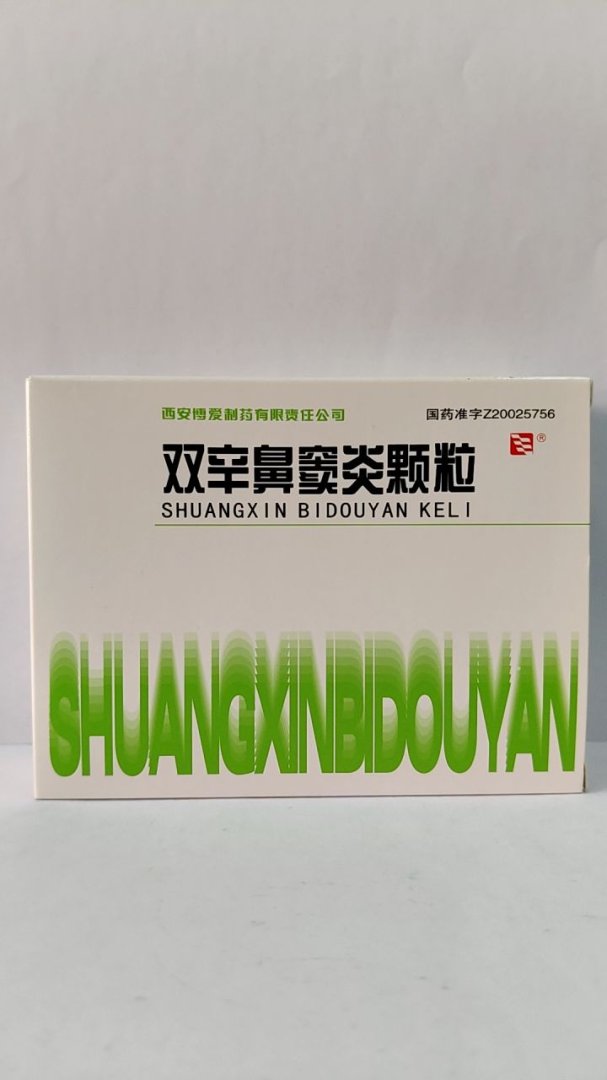 西安博爱制药有限责任公司 国药准字Z20025756
双辛鼻窦炎颗粒 ®
SHUANGXIN BIDOUYAN KELI
SHUANGXINBIDOUYAN